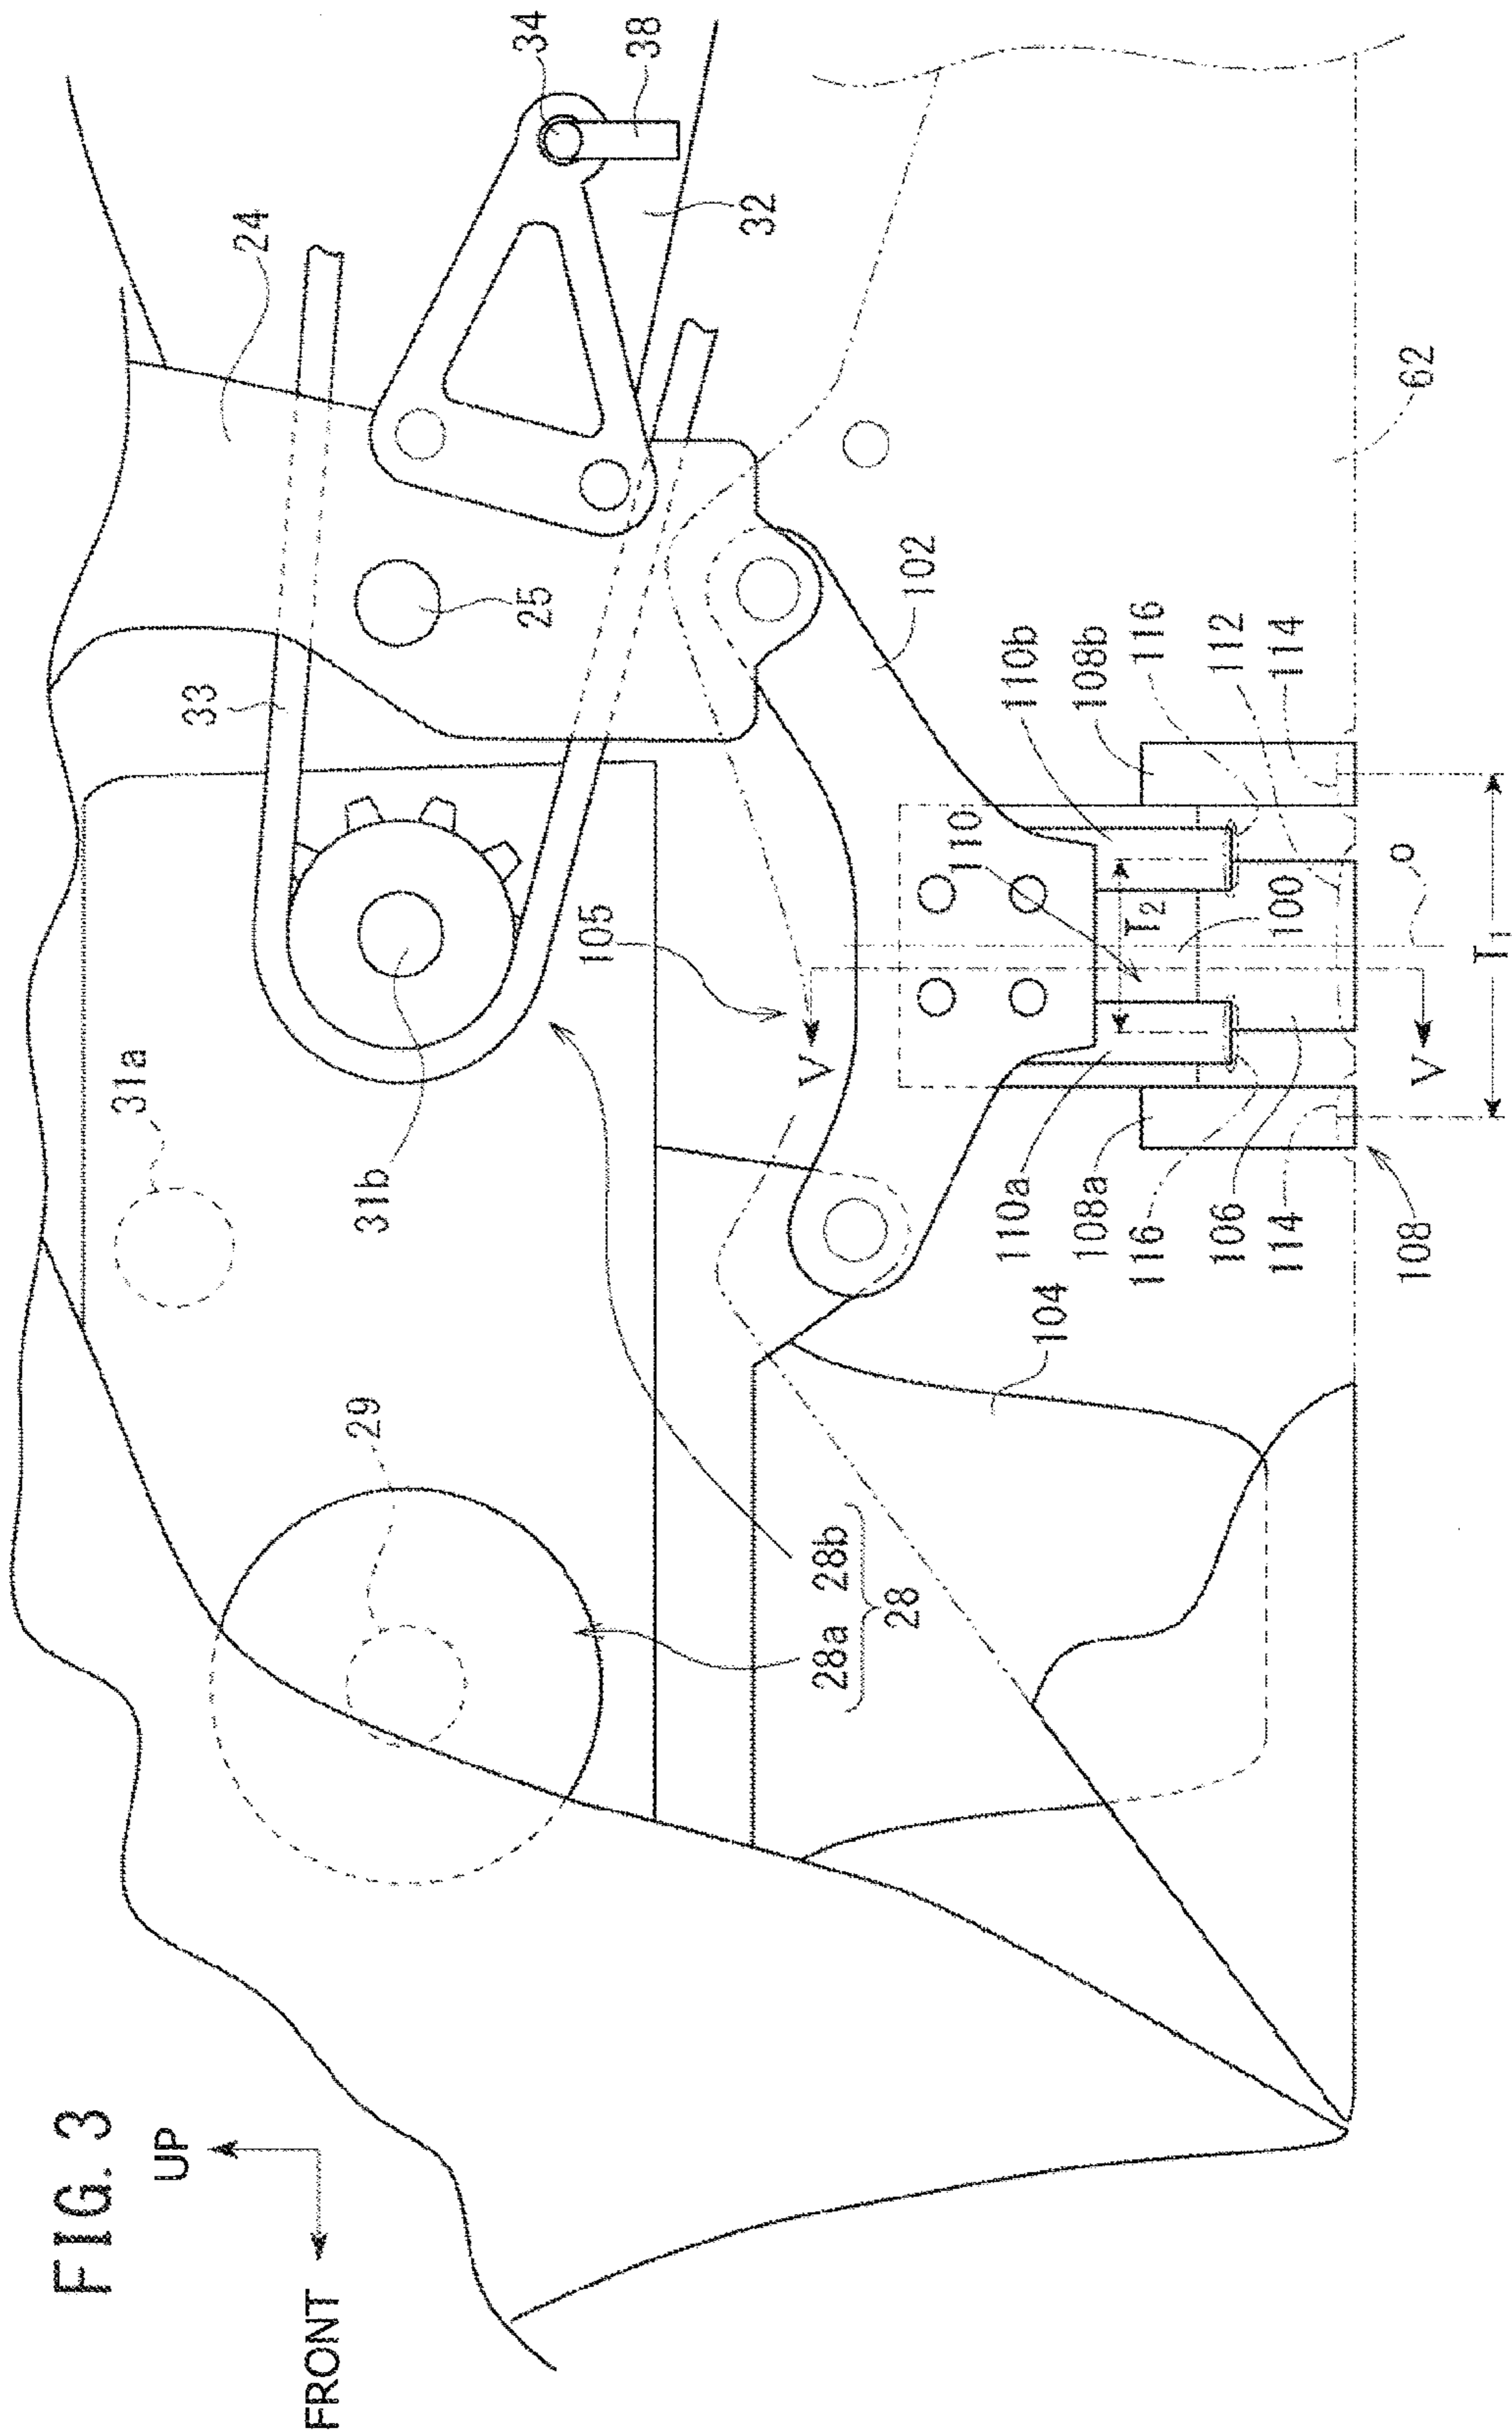 FIG. 3
UP
FRONT
31a
29
31b
33
24
25
34
38
32
28a 28b
28
105
102
104
V
V
110
T2
100
110b
108b
116
112
114
110a
108a
116
106
114
108
O
T1
62